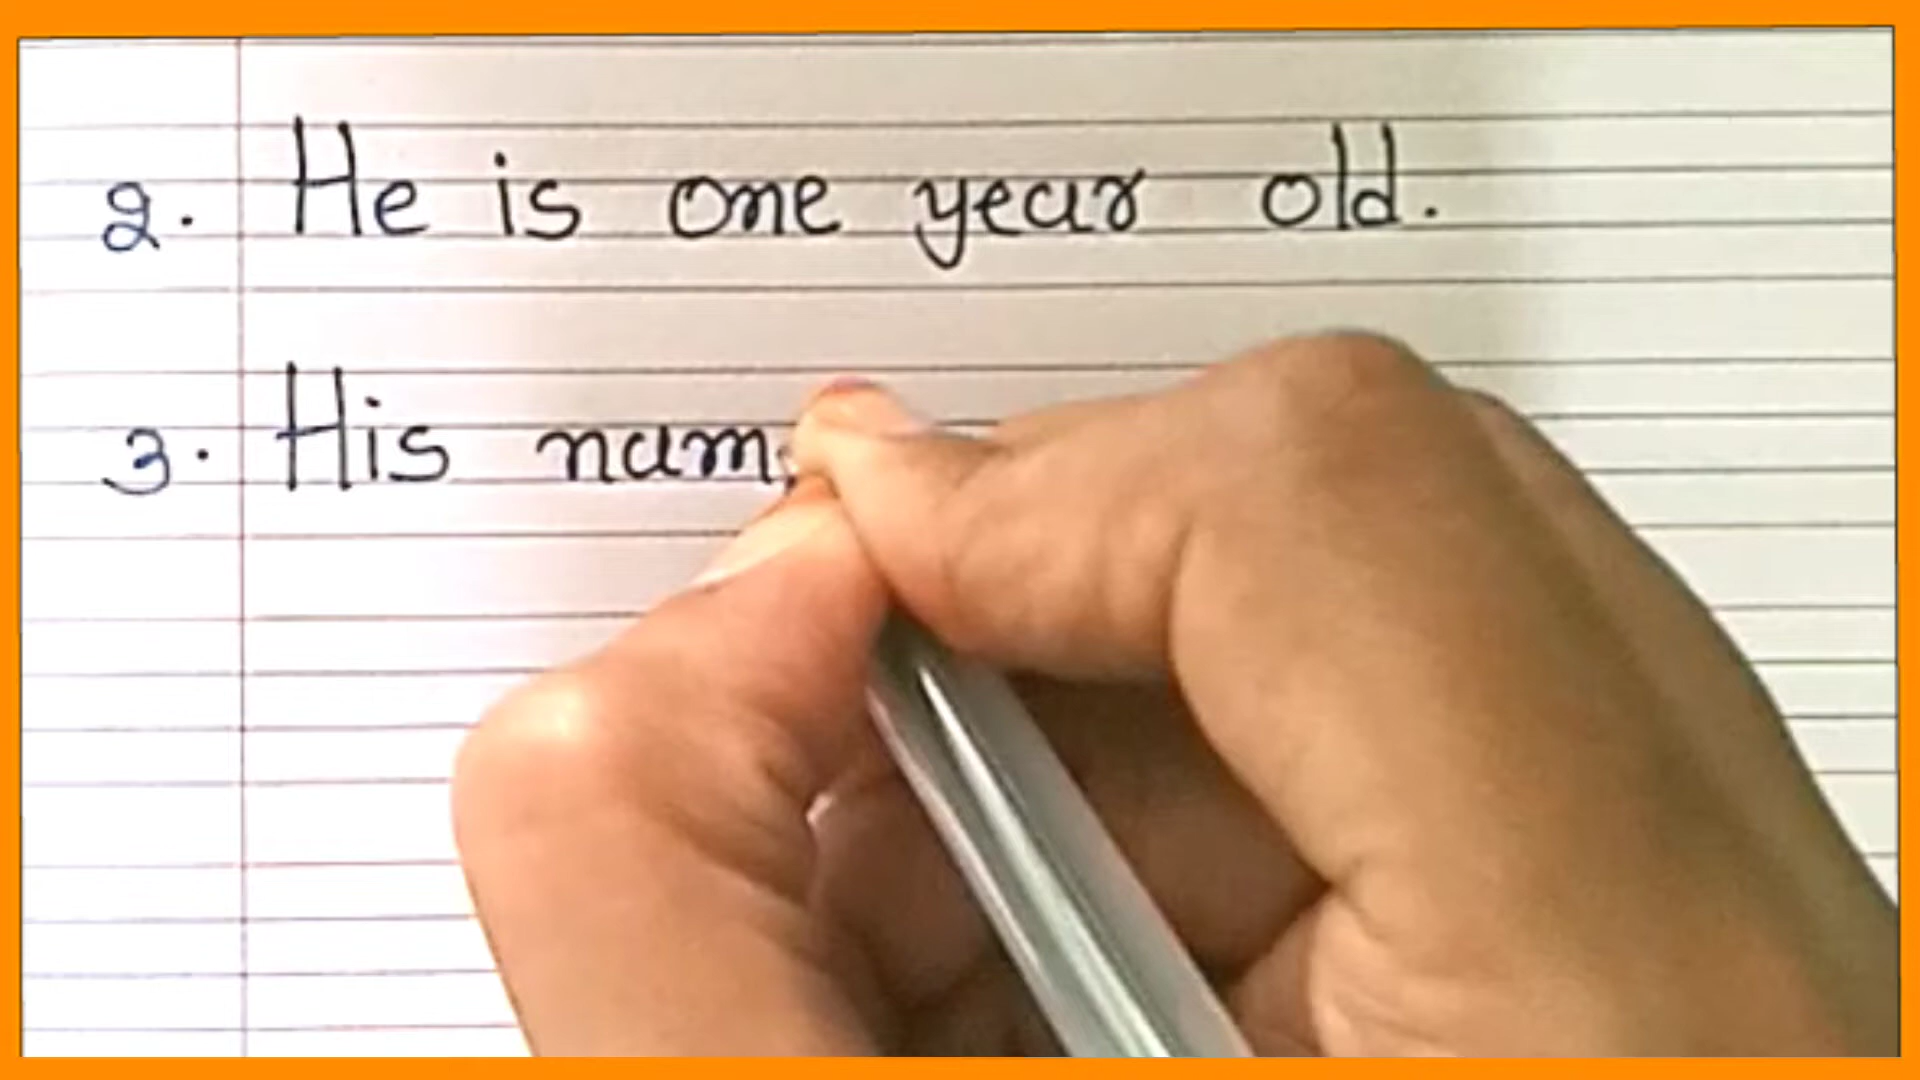 2. He is one year old.
3. His nam